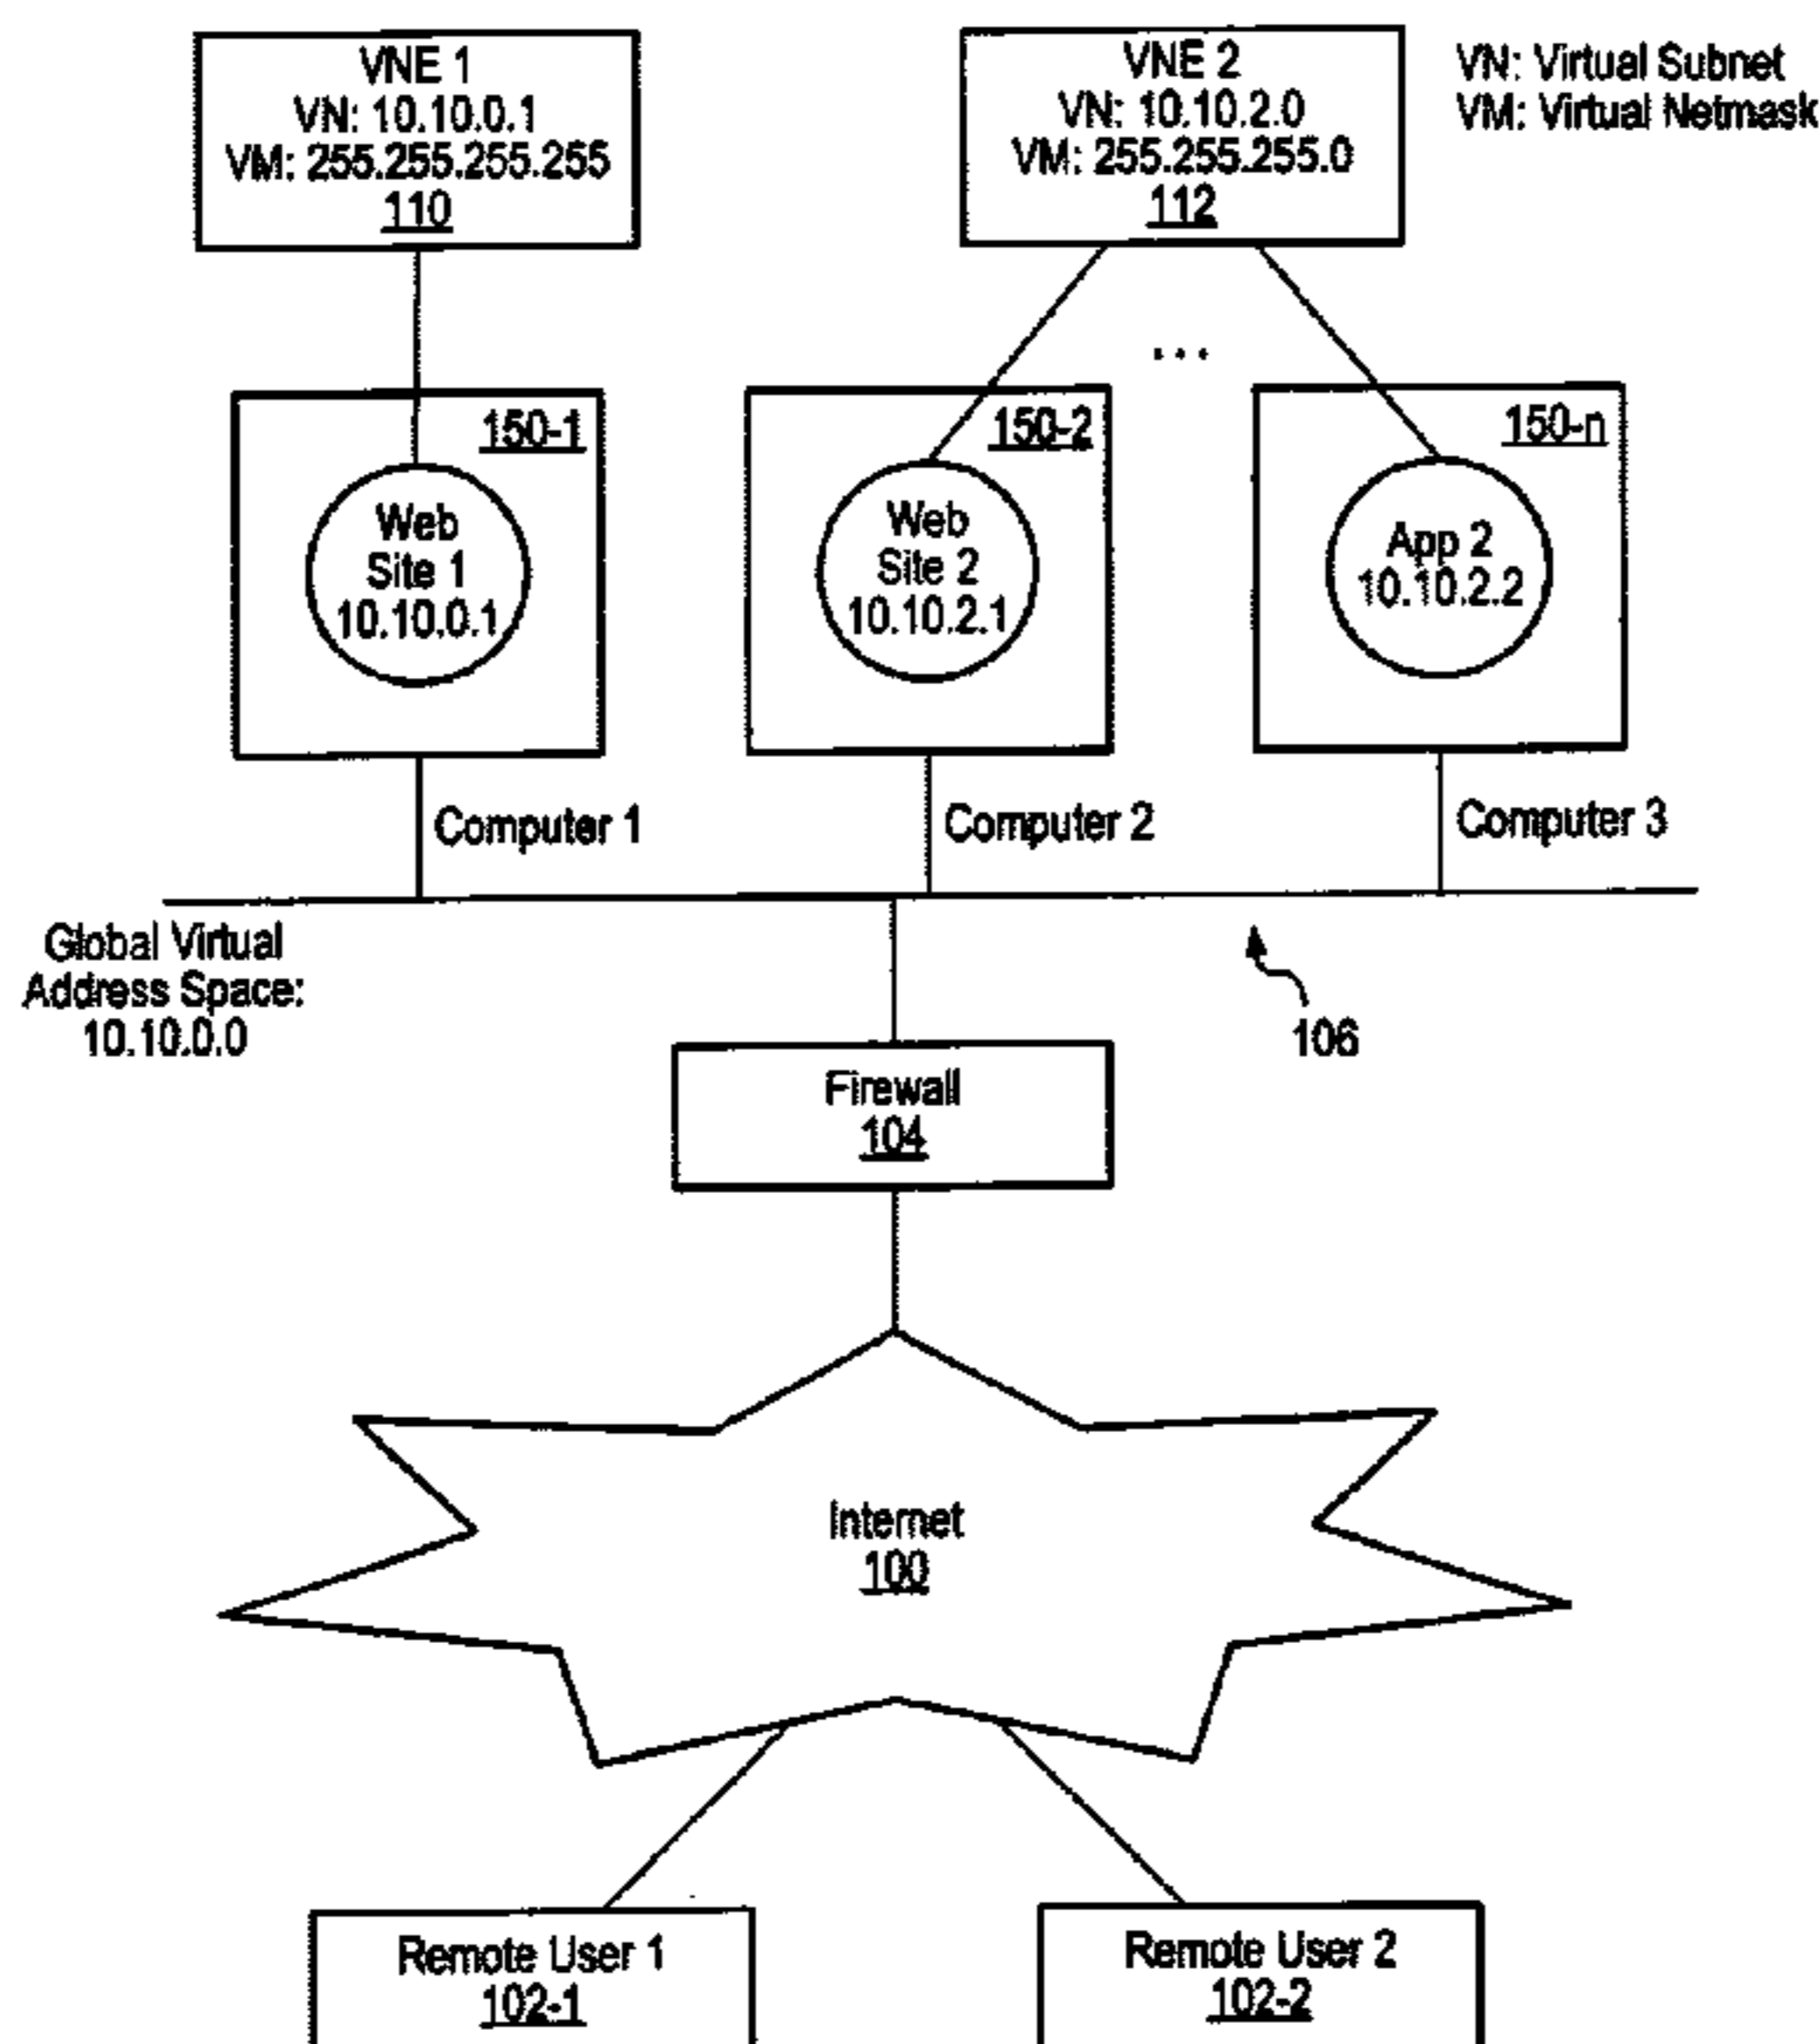 VNE 1
VN: 10.10.0.1
VM: 255.255.255.255
110
VNE 2
VN: 10.10.2.0
VM: 255.255.255.0
112
VN: Virtual Subnet
VM: Virtual Netmask
. . .
150-1
Web
Site 1
10.10.0.1
150-2
Web
Site 2
10.10.2.1
150-n
App 2
10.10.2.2
Computer 1
Computer 2
Computer 3
Global Virtual
Address Space:
10.10.0.0
106
Firewall
104
Internet
100
Remote User 1
102-1
Remote User 2
102-2